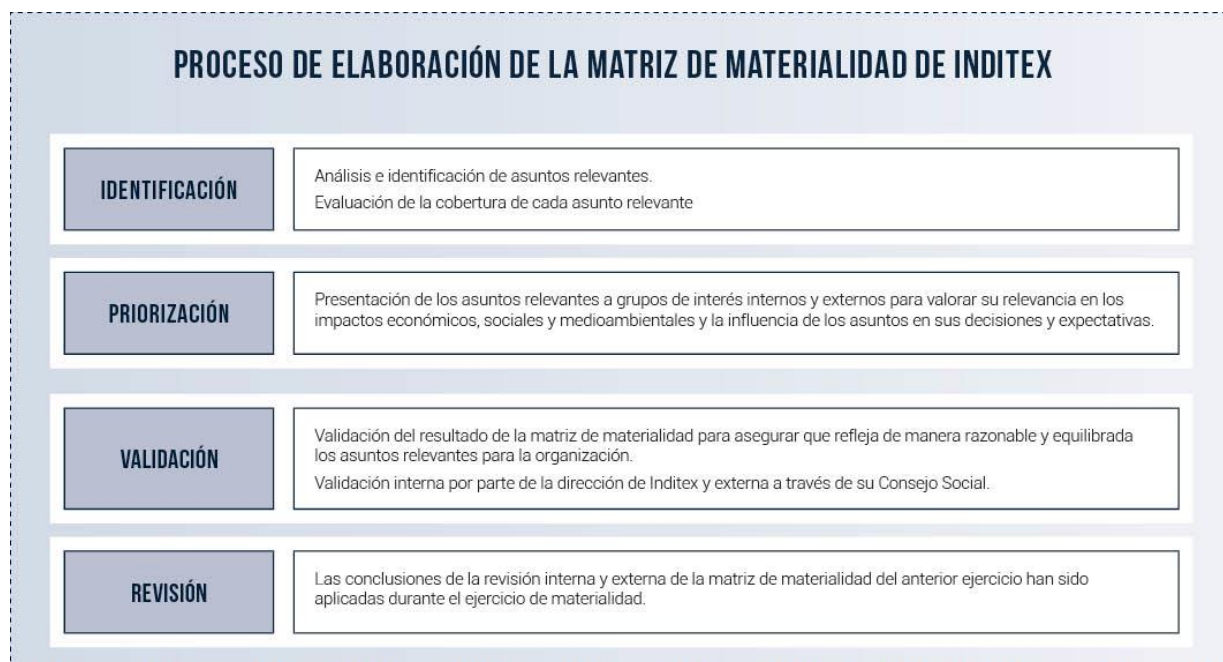 PROCESO DE ELABORACIÓN DE LA MATRIZ DE MATERIALIDAD DE INDITEX
IDENTIFICACIÓN
Análisis e identificación de asuntos relevantes.
Evaluación de la cobertura de cada asunto relevante
PRIORIZACIÓN
Presentación de los asuntos relevantes a grupos de interés internos y externos para valorar su relevancia en los
impactos económicos, sociales y medioambientales y la influencia de los asuntos en sus decisiones y expectativas.
VALIDACIÓN
Validación del resultado de la matriz de materialidad para asegurar que refleja de manera razonable y equilibrada
los asuntos relevantes para la organización.
Validación interna por parte de la dirección de Inditex y externa a través de su Consejo Social.
REVISIÓN
Las conclusiones de la revisión interna y externa de la matriz de materialidad del anterior ejercicio han sido
aplicadas durante el ejercicio de materialidad.